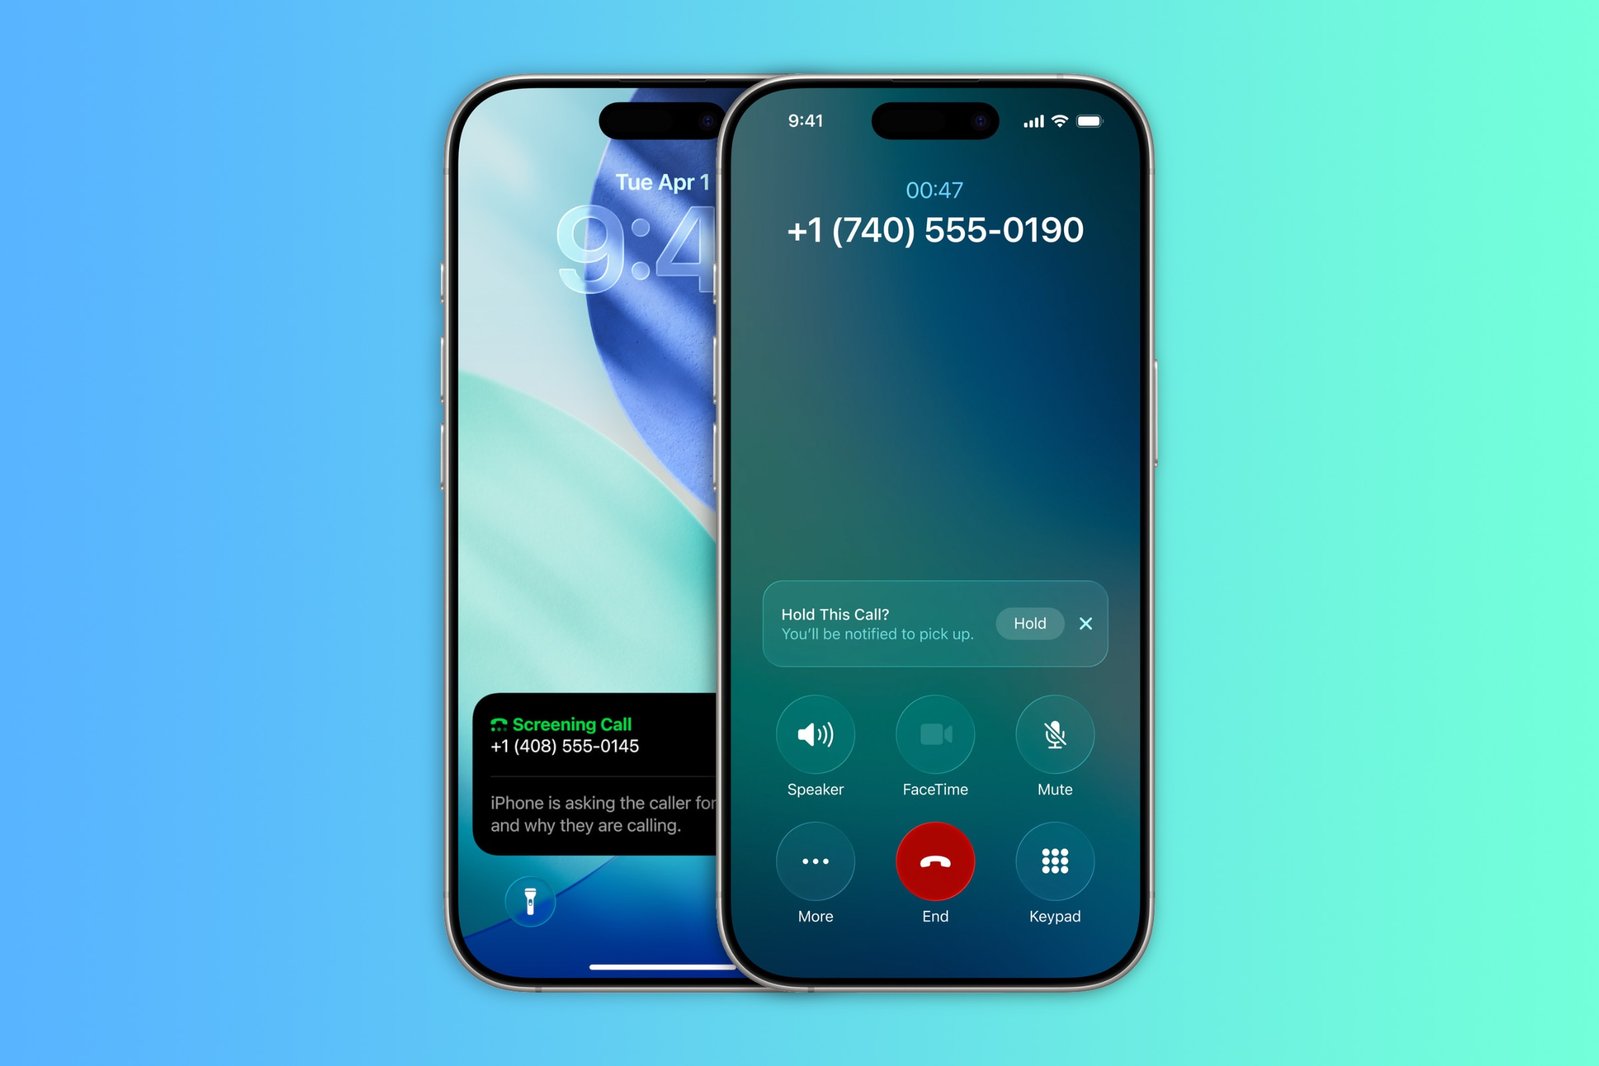 Tue Apr 1
9:4
Screening Call
+1 (408) 555-0145
iPhone is asking the caller for
and why they are calling.
9:41
00:47
+1 (740) 555-0190
Hold This Call?
You'll be notified to pick up.
Hold
Speaker
FaceTime
Mute
More
End
Keypad